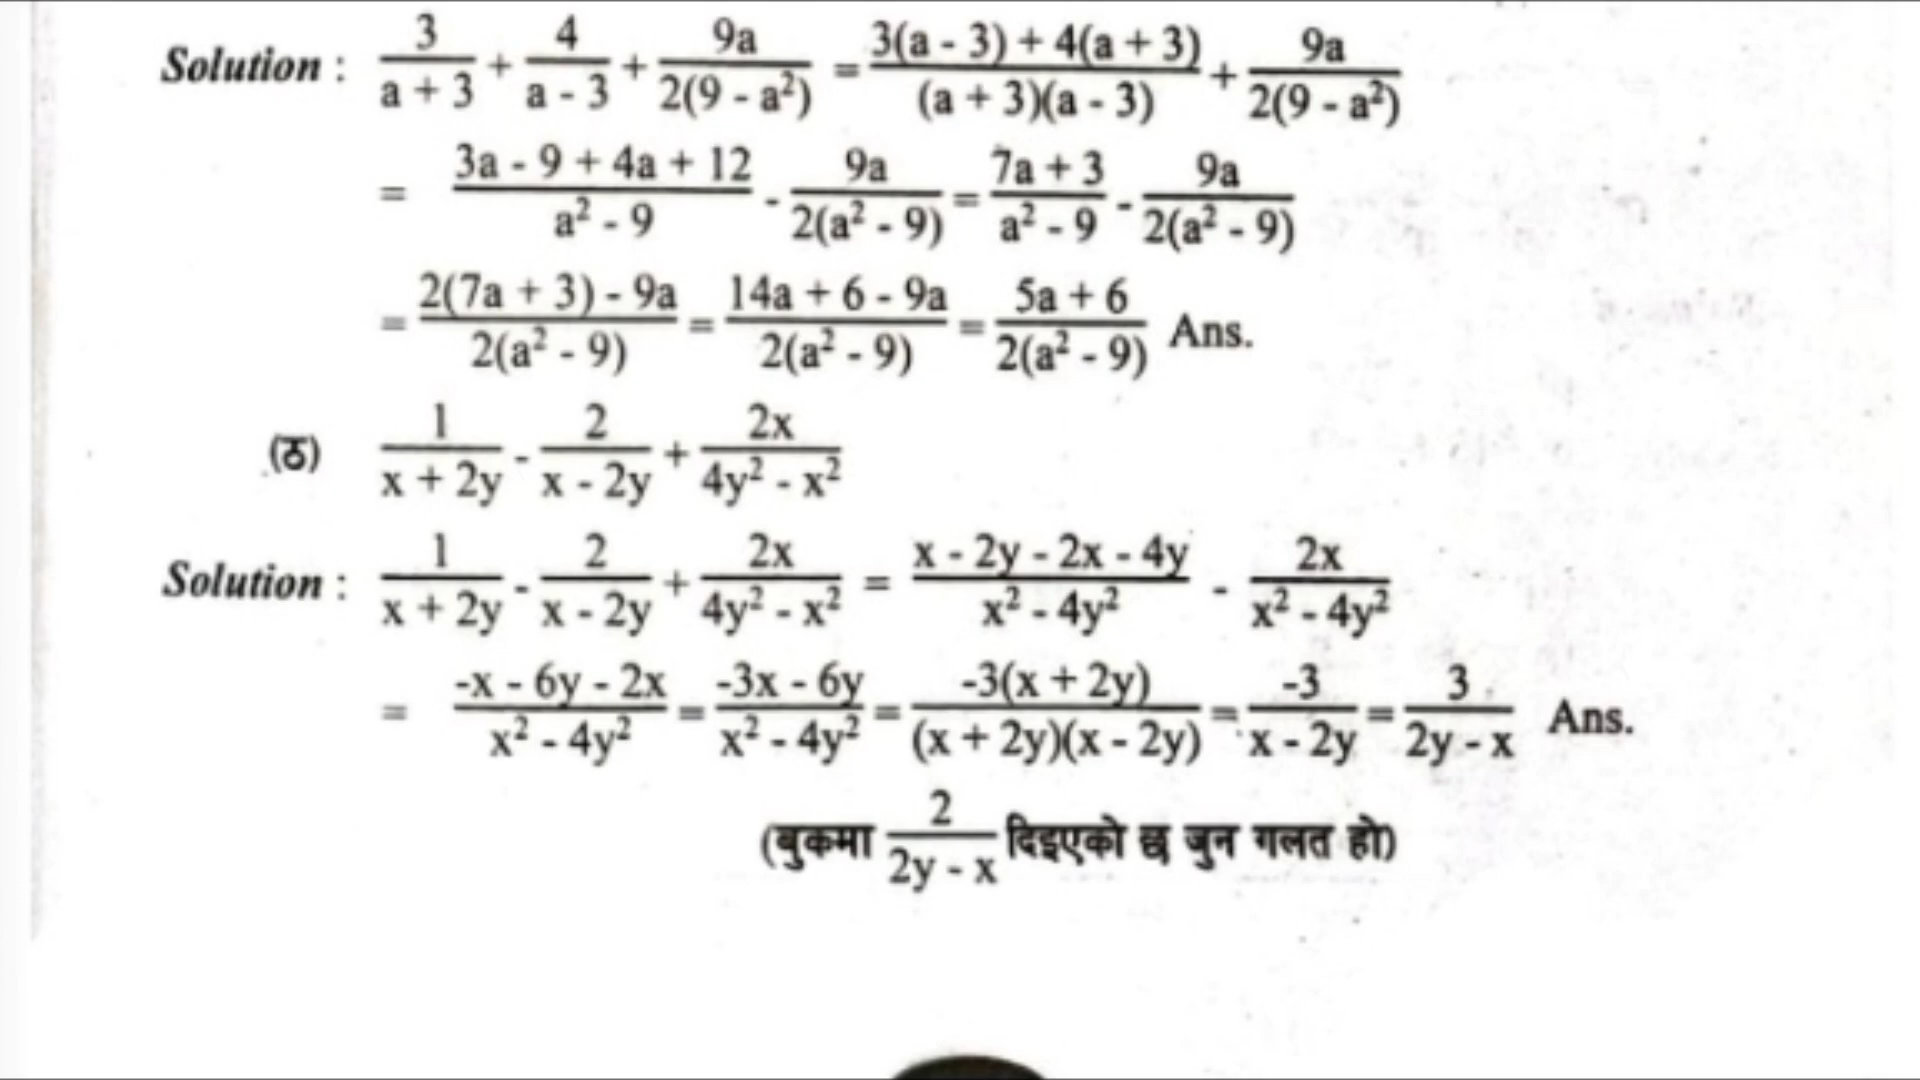 Solution : 3/(a + 3) + 4/(a - 3) + 9a/(2(9 - a²)) = (3(a - 3) + 4(a + 3))/((a + 3)(a - 3)) + 9a/(2(9 - a²))
= (3a - 9 + 4a + 12)/(a² - 9) - 9a/(2(a² - 9)) = (7a + 3)/(a² - 9) - 9a/(2(a² - 9))
= (2(7a + 3) - 9a)/(2(a² - 9)) = (14a + 6 - 9a)/(2(a² - 9)) = (5a + 6)/(2(a² - 9)) Ans.
(ठ) 1/(x + 2y) - 2/(x - 2y) + 2x/(4y² - x²)
Solution : 1/(x + 2y) - 2/(x - 2y) + 2x/(4y² - x²) = (x - 2y - 2x - 4y)/(x² - 4y²) - 2x/(x² - 4y²)
= (-x - 6y - 2x)/(x² - 4y²) = (-3x - 6y)/(x² - 4y²) = (-3(x + 2y))/((x + 2y)(x - 2y)) = -3/(x - 2y) = 3/(2y - x) Ans.
(बुकमा 2/(2y - x) दिइएको छ जुन गलत हो)